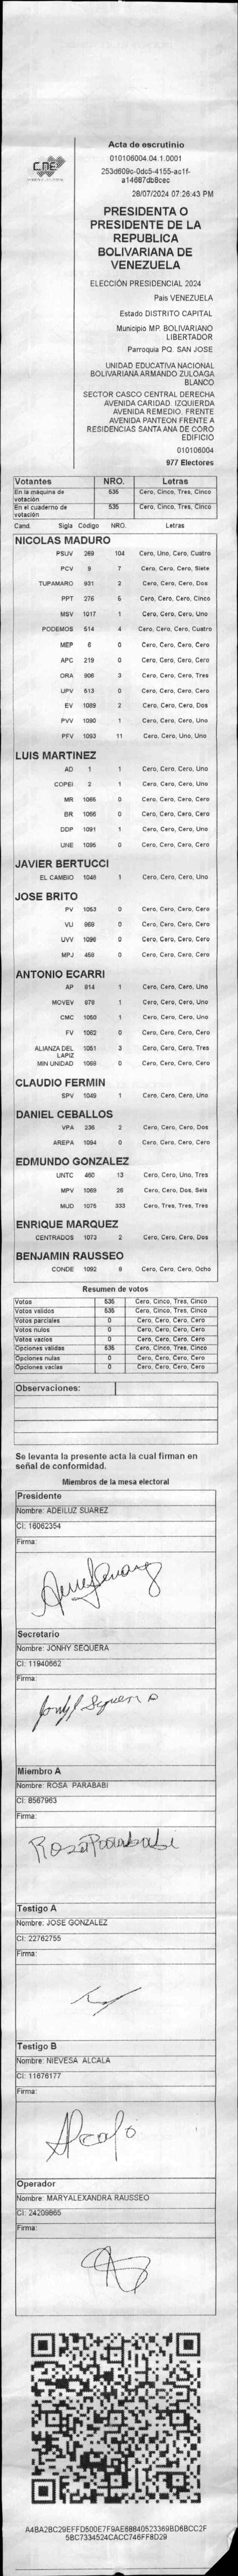 CNE
Acta de escrutinio
010106004.04.1.0001
253d609c-0dc5-4155-ac1f-
a14687db8cec
28/07/2024 07:26:43 PM
PRESIDENTA O
PRESIDENTE DE LA
REPUBLICA
BOLIVARIANA DE
VENEZUELA
ELECCIÓN PRESIDENCIAL 2024
País VENEZUELA
Estado DISTRITO CAPITAL
Municipio MP. BOLIVARIANO
LIBERTADOR
Parroquia PQ. SAN JOSE
UNIDAD EDUCATIVA NACIONAL
BOLIVARIANA ARMANDO ZULOAGA
BLANCO
SECTOR CASCO CENTRAL DERECHA
AVENIDA CARIDAD. IZQUIERDA
AVENIDA REMEDIO. FRENTE
AVENIDA PANTEON FRENTE A
RESIDENCIAS SANTA ANA DE CORO
EDIFICIO
010106004
977 Electores
Votantes NRO. Letras
En la máquina de votación 535 Cero, Cinco, Tres, Cinco
En el cuaderno de votación 535 Cero, Cinco, Tres, Cinco
Cand. Sigla Código NRO. Letras
NICOLAS MADURO
PSUV 269 104 Cero, Uno, Cero, Cuatro
PCV 9 7 Cero, Cero, Cero, Siete
TUPAMARO 931 2 Cero, Cero, Cero, Dos
PPT 276 5 Cero, Cero, Cero, Cinco
MSV 1017 1 Cero, Cero, Cero, Uno
PODEMOS 514 4 Cero, Cero, Cero, Cuatro
MEP 6 0 Cero, Cero, Cero, Cero
APC 219 0 Cero, Cero, Cero, Cero
ORA 906 3 Cero, Cero, Cero, Tres
UPV 513 0 Cero, Cero, Cero, Cero
EV 1089 2 Cero, Cero, Cero, Dos
PVV 1090 1 Cero, Cero, Cero, Uno
PFV 1093 11 Cero, Cero, Uno, Uno
LUIS MARTINEZ
AD 1 1 Cero, Cero, Cero, Uno
COPEI 2 1 Cero, Cero, Cero, Uno
MR 1065 0 Cero, Cero, Cero, Cero
BR 1066 0 Cero, Cero, Cero, Cero
DDP 1091 1 Cero, Cero, Cero, Uno
UNE 1095 0 Cero, Cero, Cero, Cero
JAVIER BERTUCCI
EL CAMBIO 1048 1 Cero, Cero, Cero, Uno
JOSE BRITO
PV 1053 0 Cero, Cero, Cero, Cero
VU 968 0 Cero, Cero, Cero, Cero
UVV 1096 0 Cero, Cero, Cero, Cero
MPJ 458 0 Cero, Cero, Cero, Cero
ANTONIO ECARRI
AP 914 1 Cero, Cero, Cero, Uno
MOVEV 978 1 Cero, Cero, Cero, Uno
CMC 1050 1 Cero, Cero, Cero, Uno
FV 1062 0 Cero, Cero, Cero, Cero
ALIANZA DEL LAPIZ 1051 3 Cero, Cero, Cero, Tres
MIN UNIDAD 1068 0 Cero, Cero, Cero, Cero
CLAUDIO FERMIN
SPV 1049 1 Cero, Cero, Cero, Uno
DANIEL CEBALLOS
VPA 236 2 Cero, Cero, Cero, Dos
AREPA 1094 0 Cero, Cero, Cero, Cero
EDMUNDO GONZALEZ
UNTC 460 13 Cero, Cero, Uno, Tres
MPV 1069 26 Cero, Cero, Dos, Seis
MUD 1075 333 Cero, Tres, Tres, Tres
ENRIQUE MARQUEZ
CENTRADOS 1073 2 Cero, Cero, Cero, Dos
BENJAMIN RAUSSEO
CONDE 1092 8 Cero, Cero, Cero, Ocho
Resumen de votos
Votos 535 Cero, Cinco, Tres, Cinco
Votos validos 535 Cero, Cinco, Tres, Cinco
Votos parciales 0 Cero, Cero, Cero, Cero
Votos nulos 0 Cero, Cero, Cero, Cero
Votos vacios 0 Cero, Cero, Cero, Cero
Opciones validas 535 Cero, Cinco, Tres, Cinco
Opciones nulas 0 Cero, Cero, Cero, Cero
Opciones vacias 0 Cero, Cero, Cero, Cero
Observaciones:
Se levanta la presente acta la cual firman en
señal de conformidad.
Miembros de la mesa electoral
Presidente
Nombre: ADEILUZ SUAREZ
CI: 16062354
Firma:
Secretario
Nombre: JONHY SEQUERA
CI: 11940662
Firma:
Jonhy Sequera
Miembro A
Nombre: ROSA PARABABI
CI: 8567963
Firma:
Rosa Parababi
Testigo A
Nombre: JOSE GONZALEZ
CI: 22762755
Firma:
Testigo B
Nombre: NIEVESA ALCALA
CI: 11676177
Firma:
Alcala
Operador
Nombre: MARYALEXANDRA RAUSSEO
CI: 24209865
Firma:
A4BA2BC29EFFD500E7F9AE68840523369BD6BCC2F
5BC7334524CACC746FF8D29